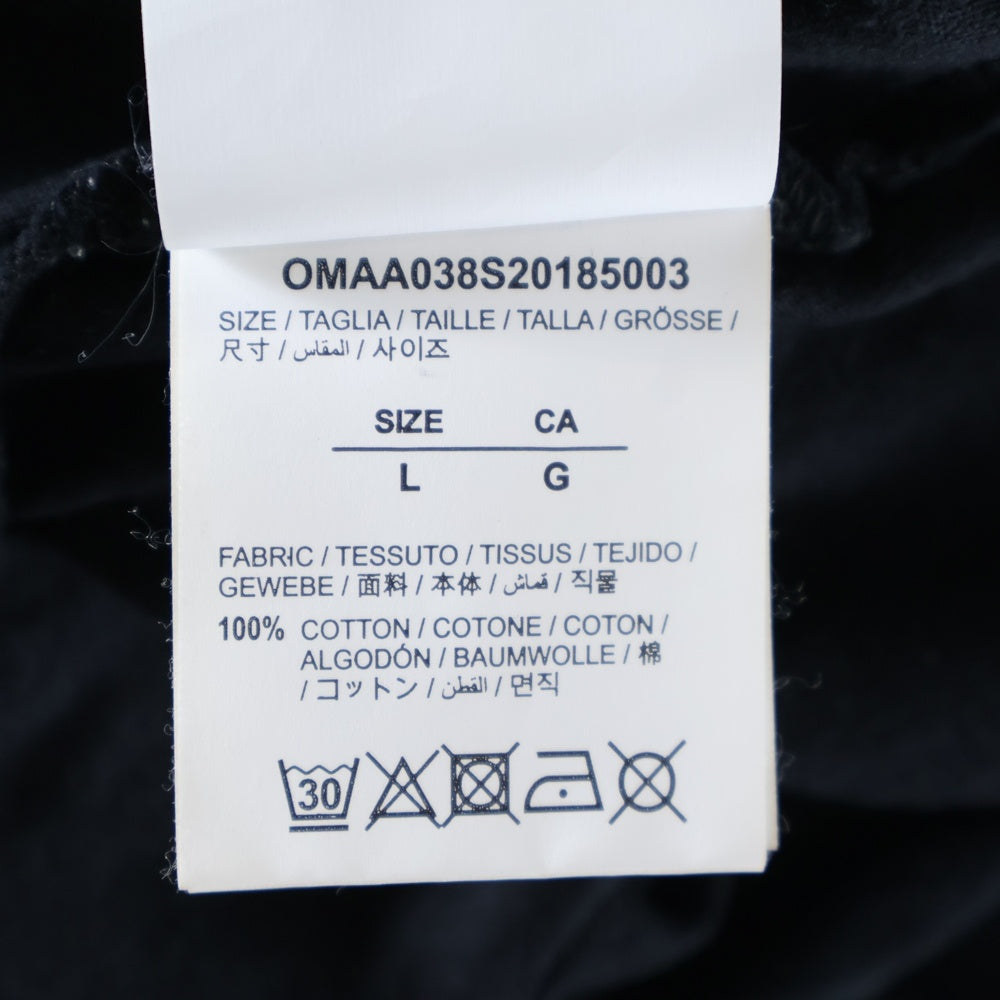 OMAA038S20185003
SIZE / TAGLIA / TAILLE / TALLA / GRÖSSE /
尺寸 / المقاس / 사이즈
SIZE CA
L G
FABRIC / TESSUTO / TISSUS / TEJIDO /
GEWEBE / 面料 / 本体 / قماش / 직물
100% COTTON / COTONE / COTON /
ALGODÓN / BAUMWOLLE / 棉
/ コットン / القطن / 면직
30